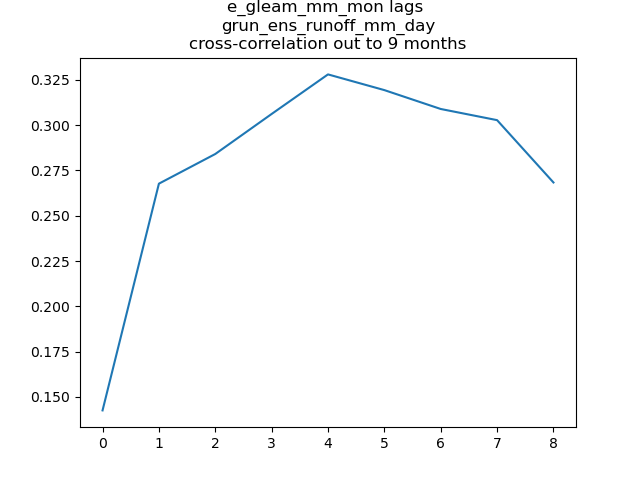 e_gleam_mm_mon lags
grun_ens_runoff_mm_day
cross-correlation out to 9 months
0.325
0.300
0.275
0.250
0.225
0.200
0.175
0.150
0 1 2 3 4 5 6 7 8